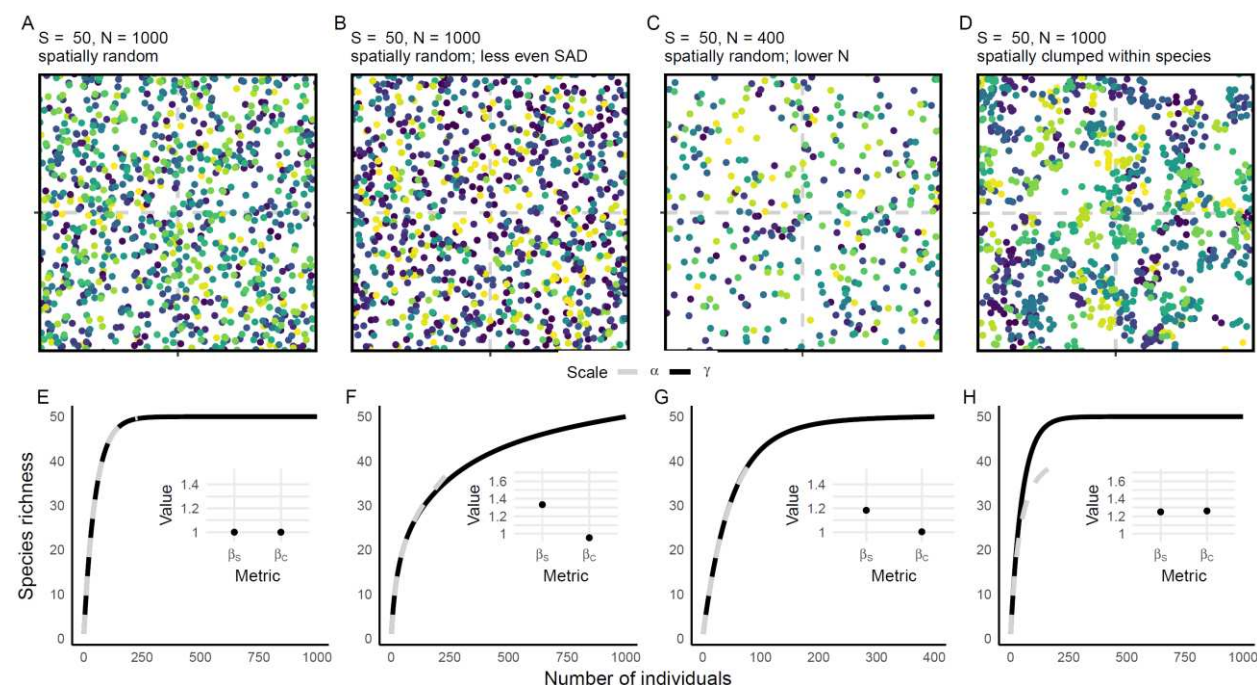 A
S = 50, N = 1000
spatially random
B
S = 50, N = 1000
spatially random; less even SAD
C
S = 50, N = 400
spatially random; lower N
D
S = 50, N = 1000
spatially clumped within species
Scale α γ
E
50
40
30
20
10
0
0 250 500 750 1000
Value
1.4
1.2
1
βS βC
Metric
F
50
40
30
20
10
0
0 250 500 750 1000
Value
1.6
1.4
1.2
1
βS βC
Metric
G
50
40
30
20
10
0
0 100 200 300 400
Value
1.4
1.2
1
βS βC
Metric
H
50
40
30
20
10
0
0 250 500 750 1000
Value
1.6
1.4
1.2
1
βS βC
Metric
Species richness
Number of individuals